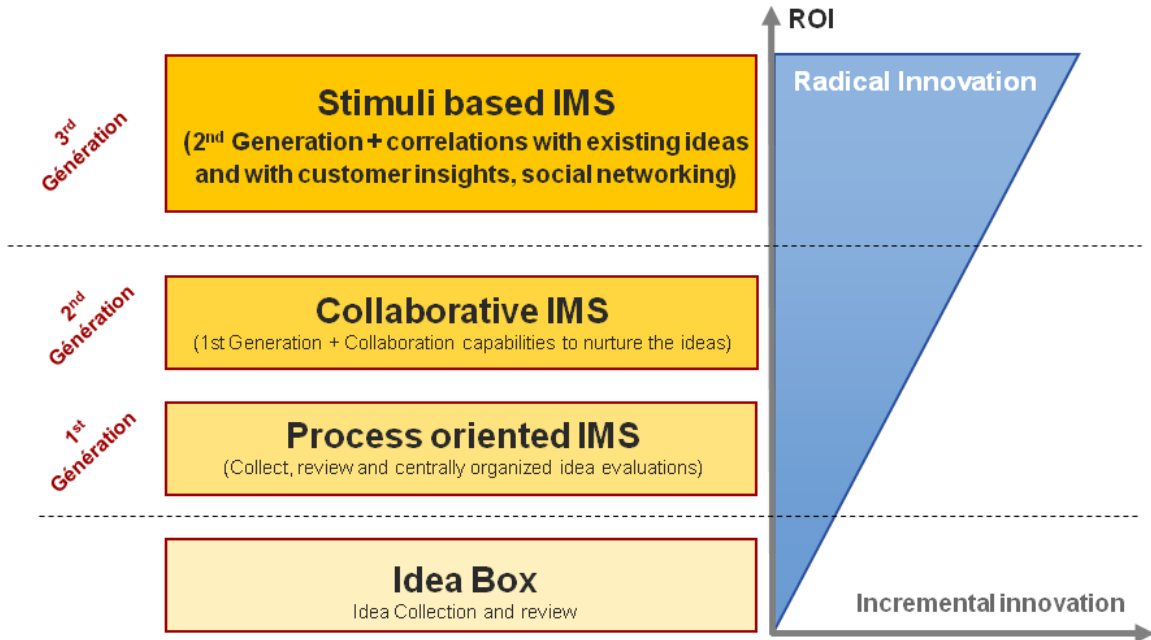 ROI
Radical Innovation
3rd
Génération
Stimuli based IMS
(2nd Generation + correlations with existing ideas
and with customer insights, social networking)
2nd
Génération
Collaborative IMS
(1st Generation + Collaboration capabilities to nurture the ideas)
1st
Génération
Process oriented IMS
(Collect, review and centrally organized idea evaluations)
Idea Box
Idea Collection and review
Incremental innovation